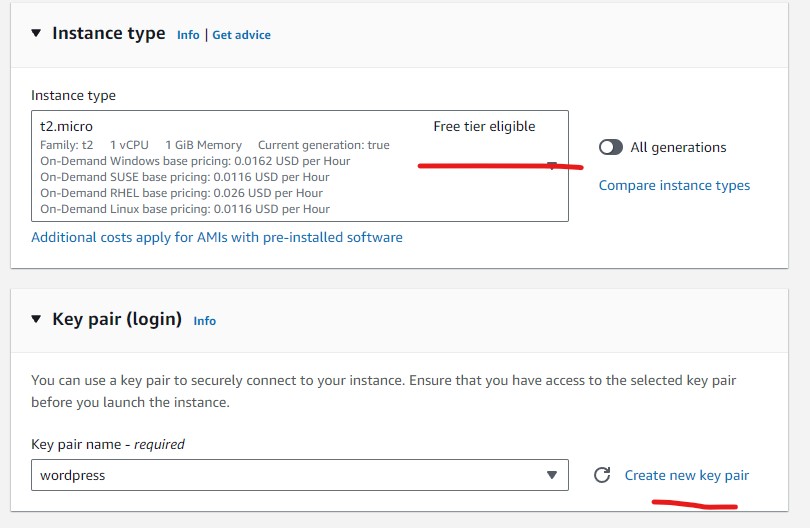 Instance type Info | Get advice
Instance type
t2.micro Free tier eligible
Family: t2 1 vCPU 1 GiB Memory Current generation: true
On-Demand Windows base pricing: 0.0162 USD per Hour
On-Demand SUSE base pricing: 0.0116 USD per Hour
On-Demand RHEL base pricing: 0.026 USD per Hour
On-Demand Linux base pricing: 0.0116 USD per Hour
All generations
Compare instance types
Additional costs apply for AMIs with pre-installed software
Key pair (login) Info
You can use a key pair to securely connect to your instance. Ensure that you have access to the selected key pair
before you launch the instance.
Key pair name - required
wordpress
Create new key pair